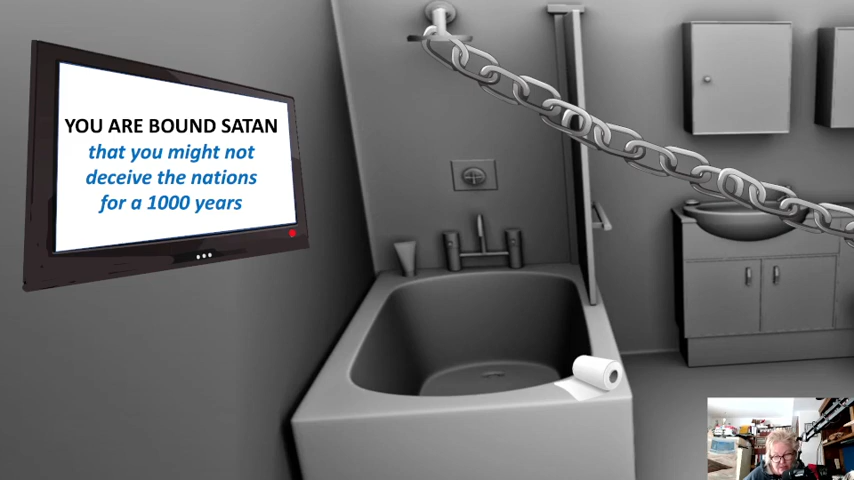 YOU ARE BOUND SATAN
that you might not
deceive the nations
for a 1000 years